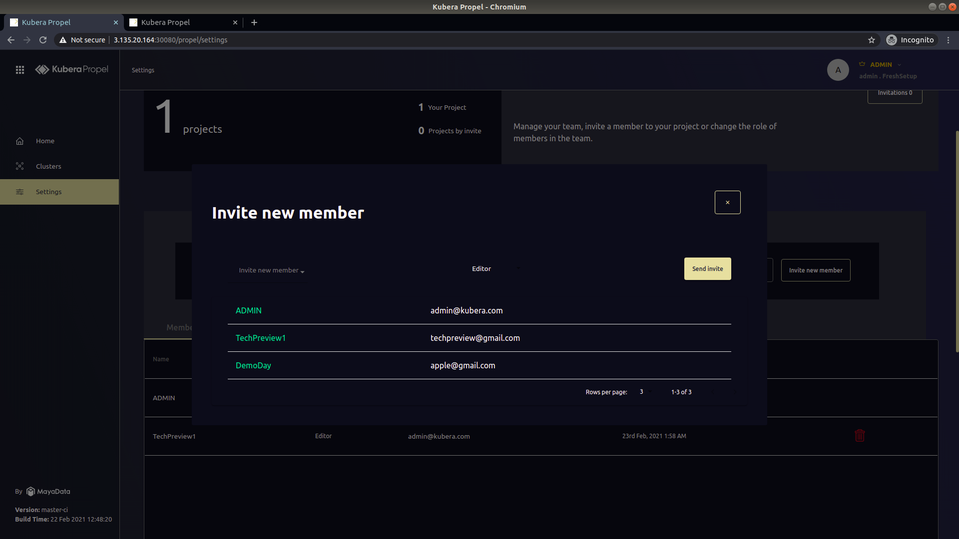 Kubera Propel - Chromium
Kubera Propel
Kubera Propel
Not secure 3.135.20.164:30080/propel/settings
Incognito
Kubera Propel
Settings
A
ADMIN
admin . FreshSetup
Invitations 0
1 projects
1 Your Project
0 Projects by invite
Manage your team, invite a member to your project or change the role of
members in the team.
Home
Clusters
Settings
Invite new member
×
Invite new member
Editor
Send invite
Invite new member
ADMIN admin@kubera.com
TechPreview1 techpreview@gmail.com
DemoDay apple@gmail.com
Rows per page: 3 1-3 of 3
Membe
Name
ADMIN
TechPreview1 Editor admin@kubera.com 23rd Feb, 2021 1:58 AM
By MayaData
Version: master-ci
Build Time: 22 Feb 2021 12:48:20